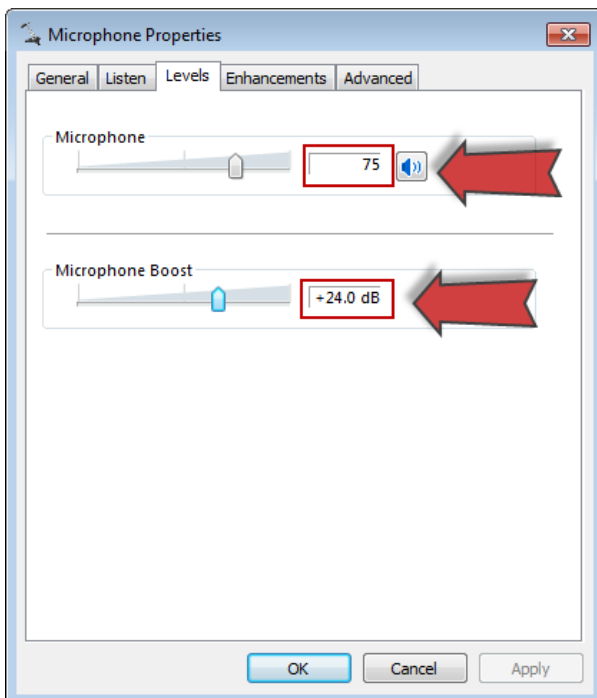 Microphone Properties
General Listen Levels Enhancements Advanced
Microphone
75
Microphone Boost
+24.0 dB
OK Cancel Apply